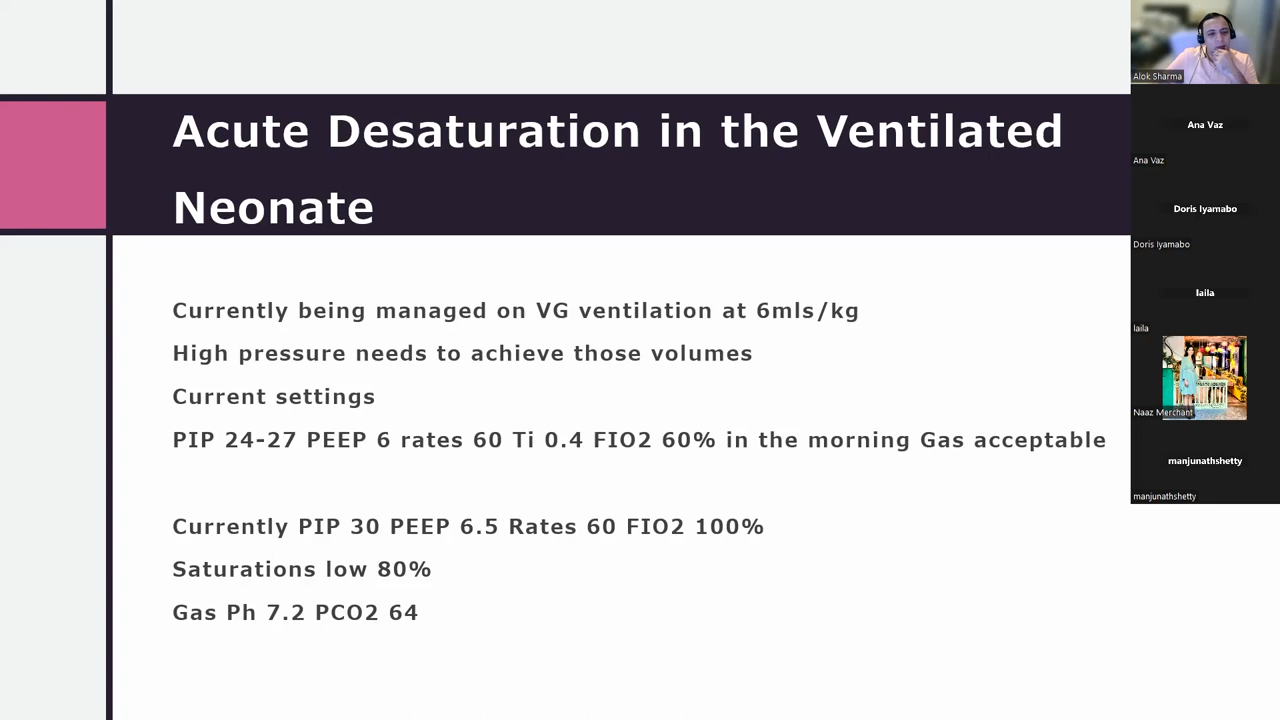 Acute Desaturation in the Ventilated
Neonate
Currently being managed on VG ventilation at 6mls/kg
High pressure needs to achieve those volumes
Current settings
PIP 24-27 PEEP 6 rates 60 Ti 0.4 FIO2 60% in the morning Gas acceptable
Currently PIP 30 PEEP 6.5 Rates 60 FIO2 100%
Saturations low 80%
Gas Ph 7.2 PCO2 64
Alok Sharma
Ana Vaz
Ana Vaz
Doris Iyamabo
Doris Iyamabo
laila
laila
Naaz Merchant
manjunathshetty
manjunathshetty